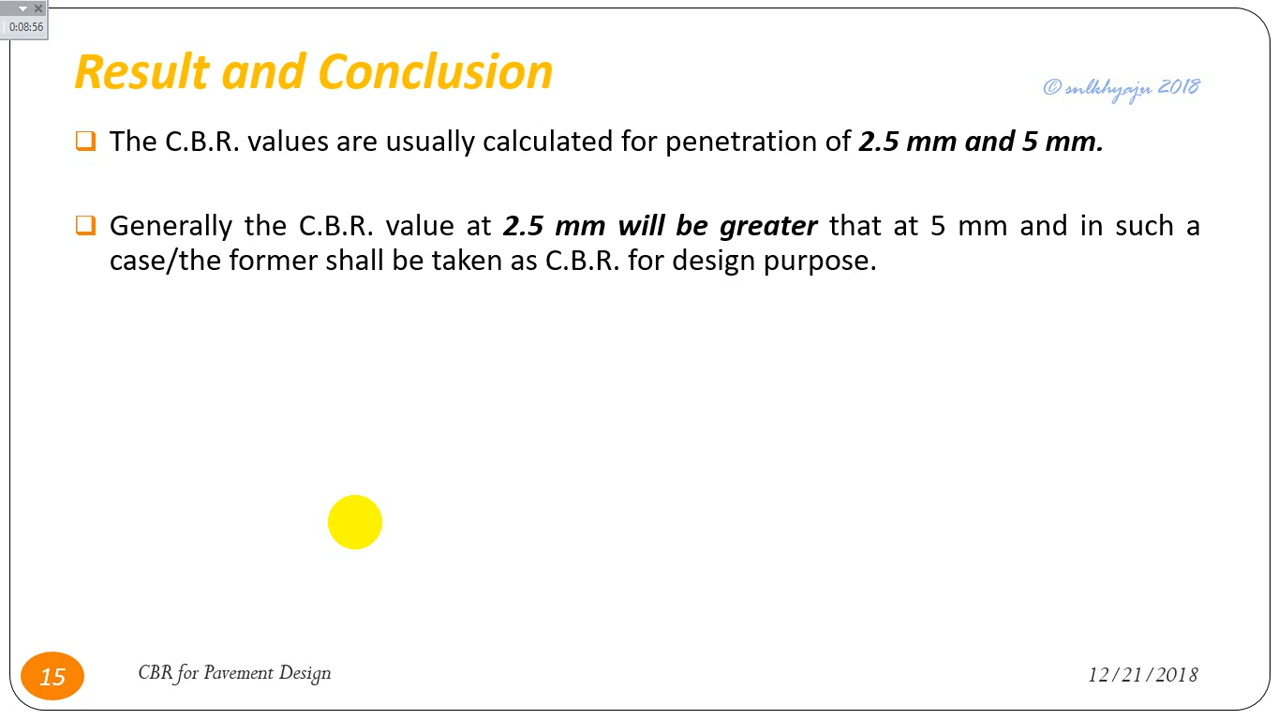 0:08:56
Result and Conclusion
© snlkhyaju 2018
The C.B.R. values are usually calculated for penetration of 2.5 mm and 5 mm.
Generally the C.B.R. value at 2.5 mm will be greater that at 5 mm and in such a
case/the former shall be taken as C.B.R. for design purpose.
15
CBR for Pavement Design
12/21/2018